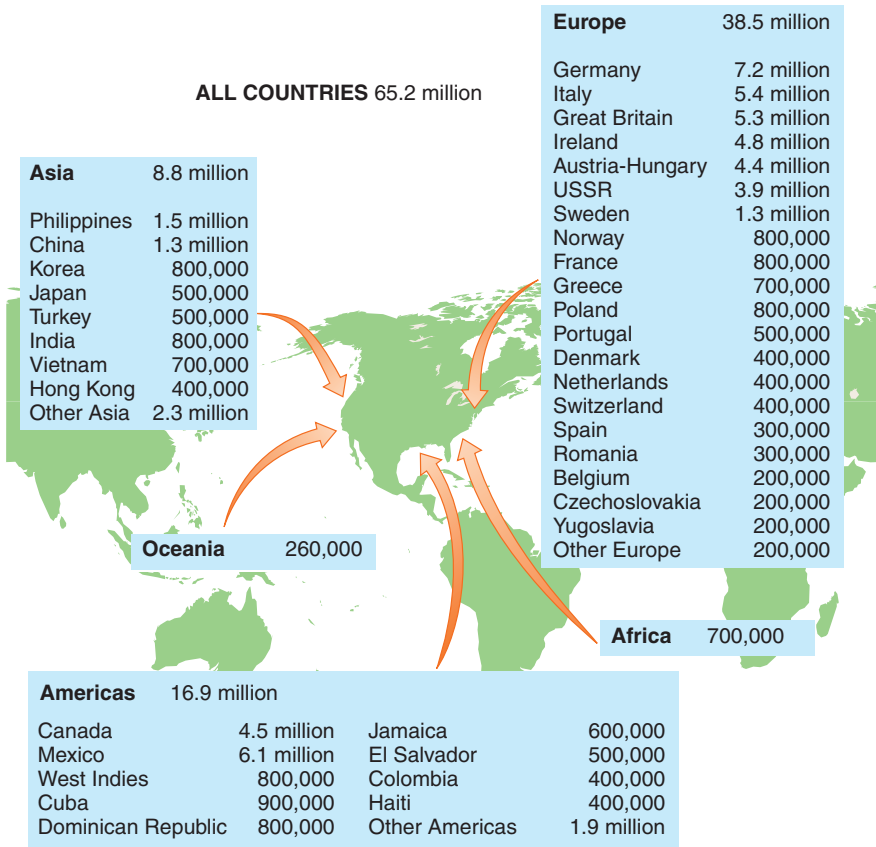 ALL COUNTRIES 65.2 million
Europe 38.5 million
Germany 7.2 million
Italy 5.4 million
Great Britain 5.3 million
Ireland 4.8 million
Austria-Hungary 4.4 million
USSR 3.9 million
Sweden 1.3 million
Norway 800,000
France 800,000
Greece 700,000
Poland 800,000
Portugal 500,000
Denmark 400,000
Netherlands 400,000
Switzerland 400,000
Spain 300,000
Romania 300,000
Belgium 200,000
Czechoslovakia 200,000
Yugoslavia 200,000
Other Europe 200,000
Asia 8.8 million
Philippines 1.5 million
China 1.3 million
Korea 800,000
Japan 500,000
Turkey 500,000
India 800,000
Vietnam 700,000
Hong Kong 400,000
Other Asia 2.3 million
Oceania 260,000
Africa 700,000
Americas 16.9 million
Canada 4.5 million Jamaica 600,000
Mexico 6.1 million El Salvador 500,000
West Indies 800,000 Colombia 400,000
Cuba 900,000 Haiti 400,000
Dominican Republic 800,000 Other Americas 1.9 million